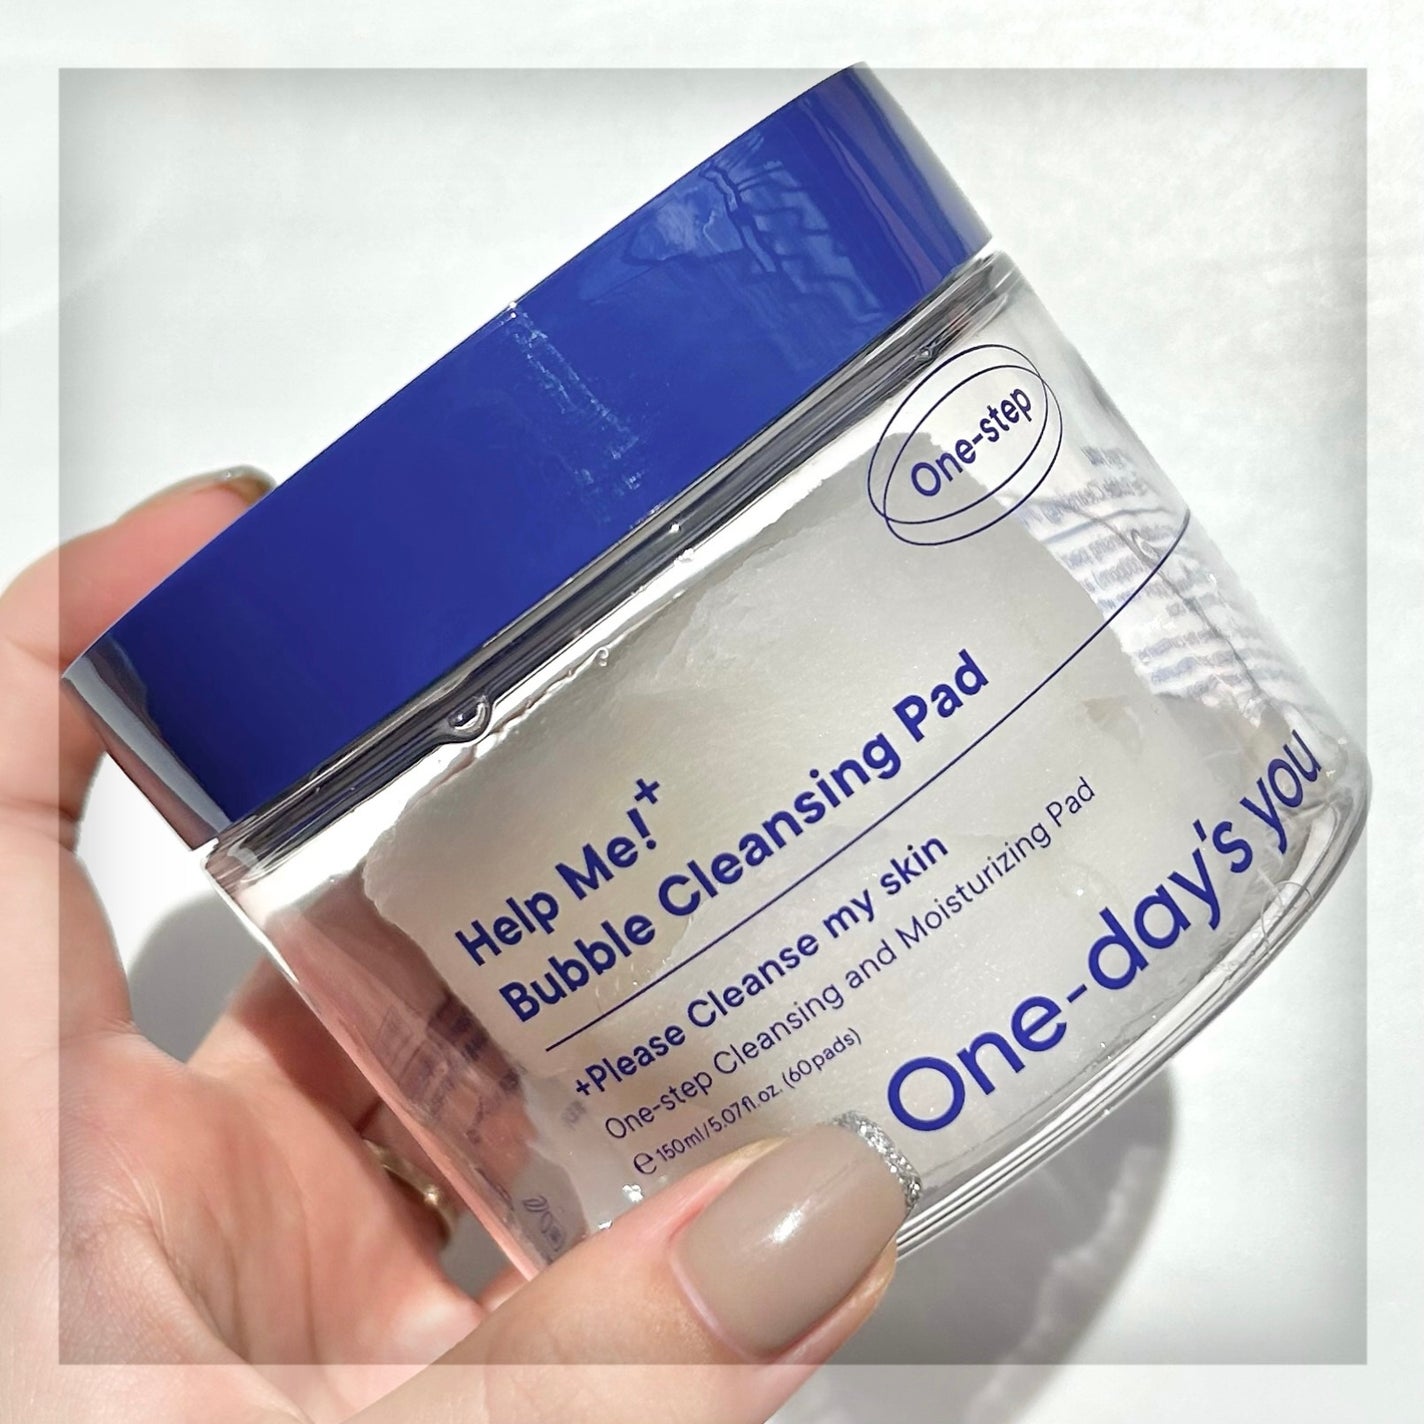 One-step
Help Me!+
Bubble Cleansing Pad
+Please Cleanse my skin
One-step Cleansing and Moisturizing Pad
e 150ml/5.07fl.oz. (60pads)
One-day's you